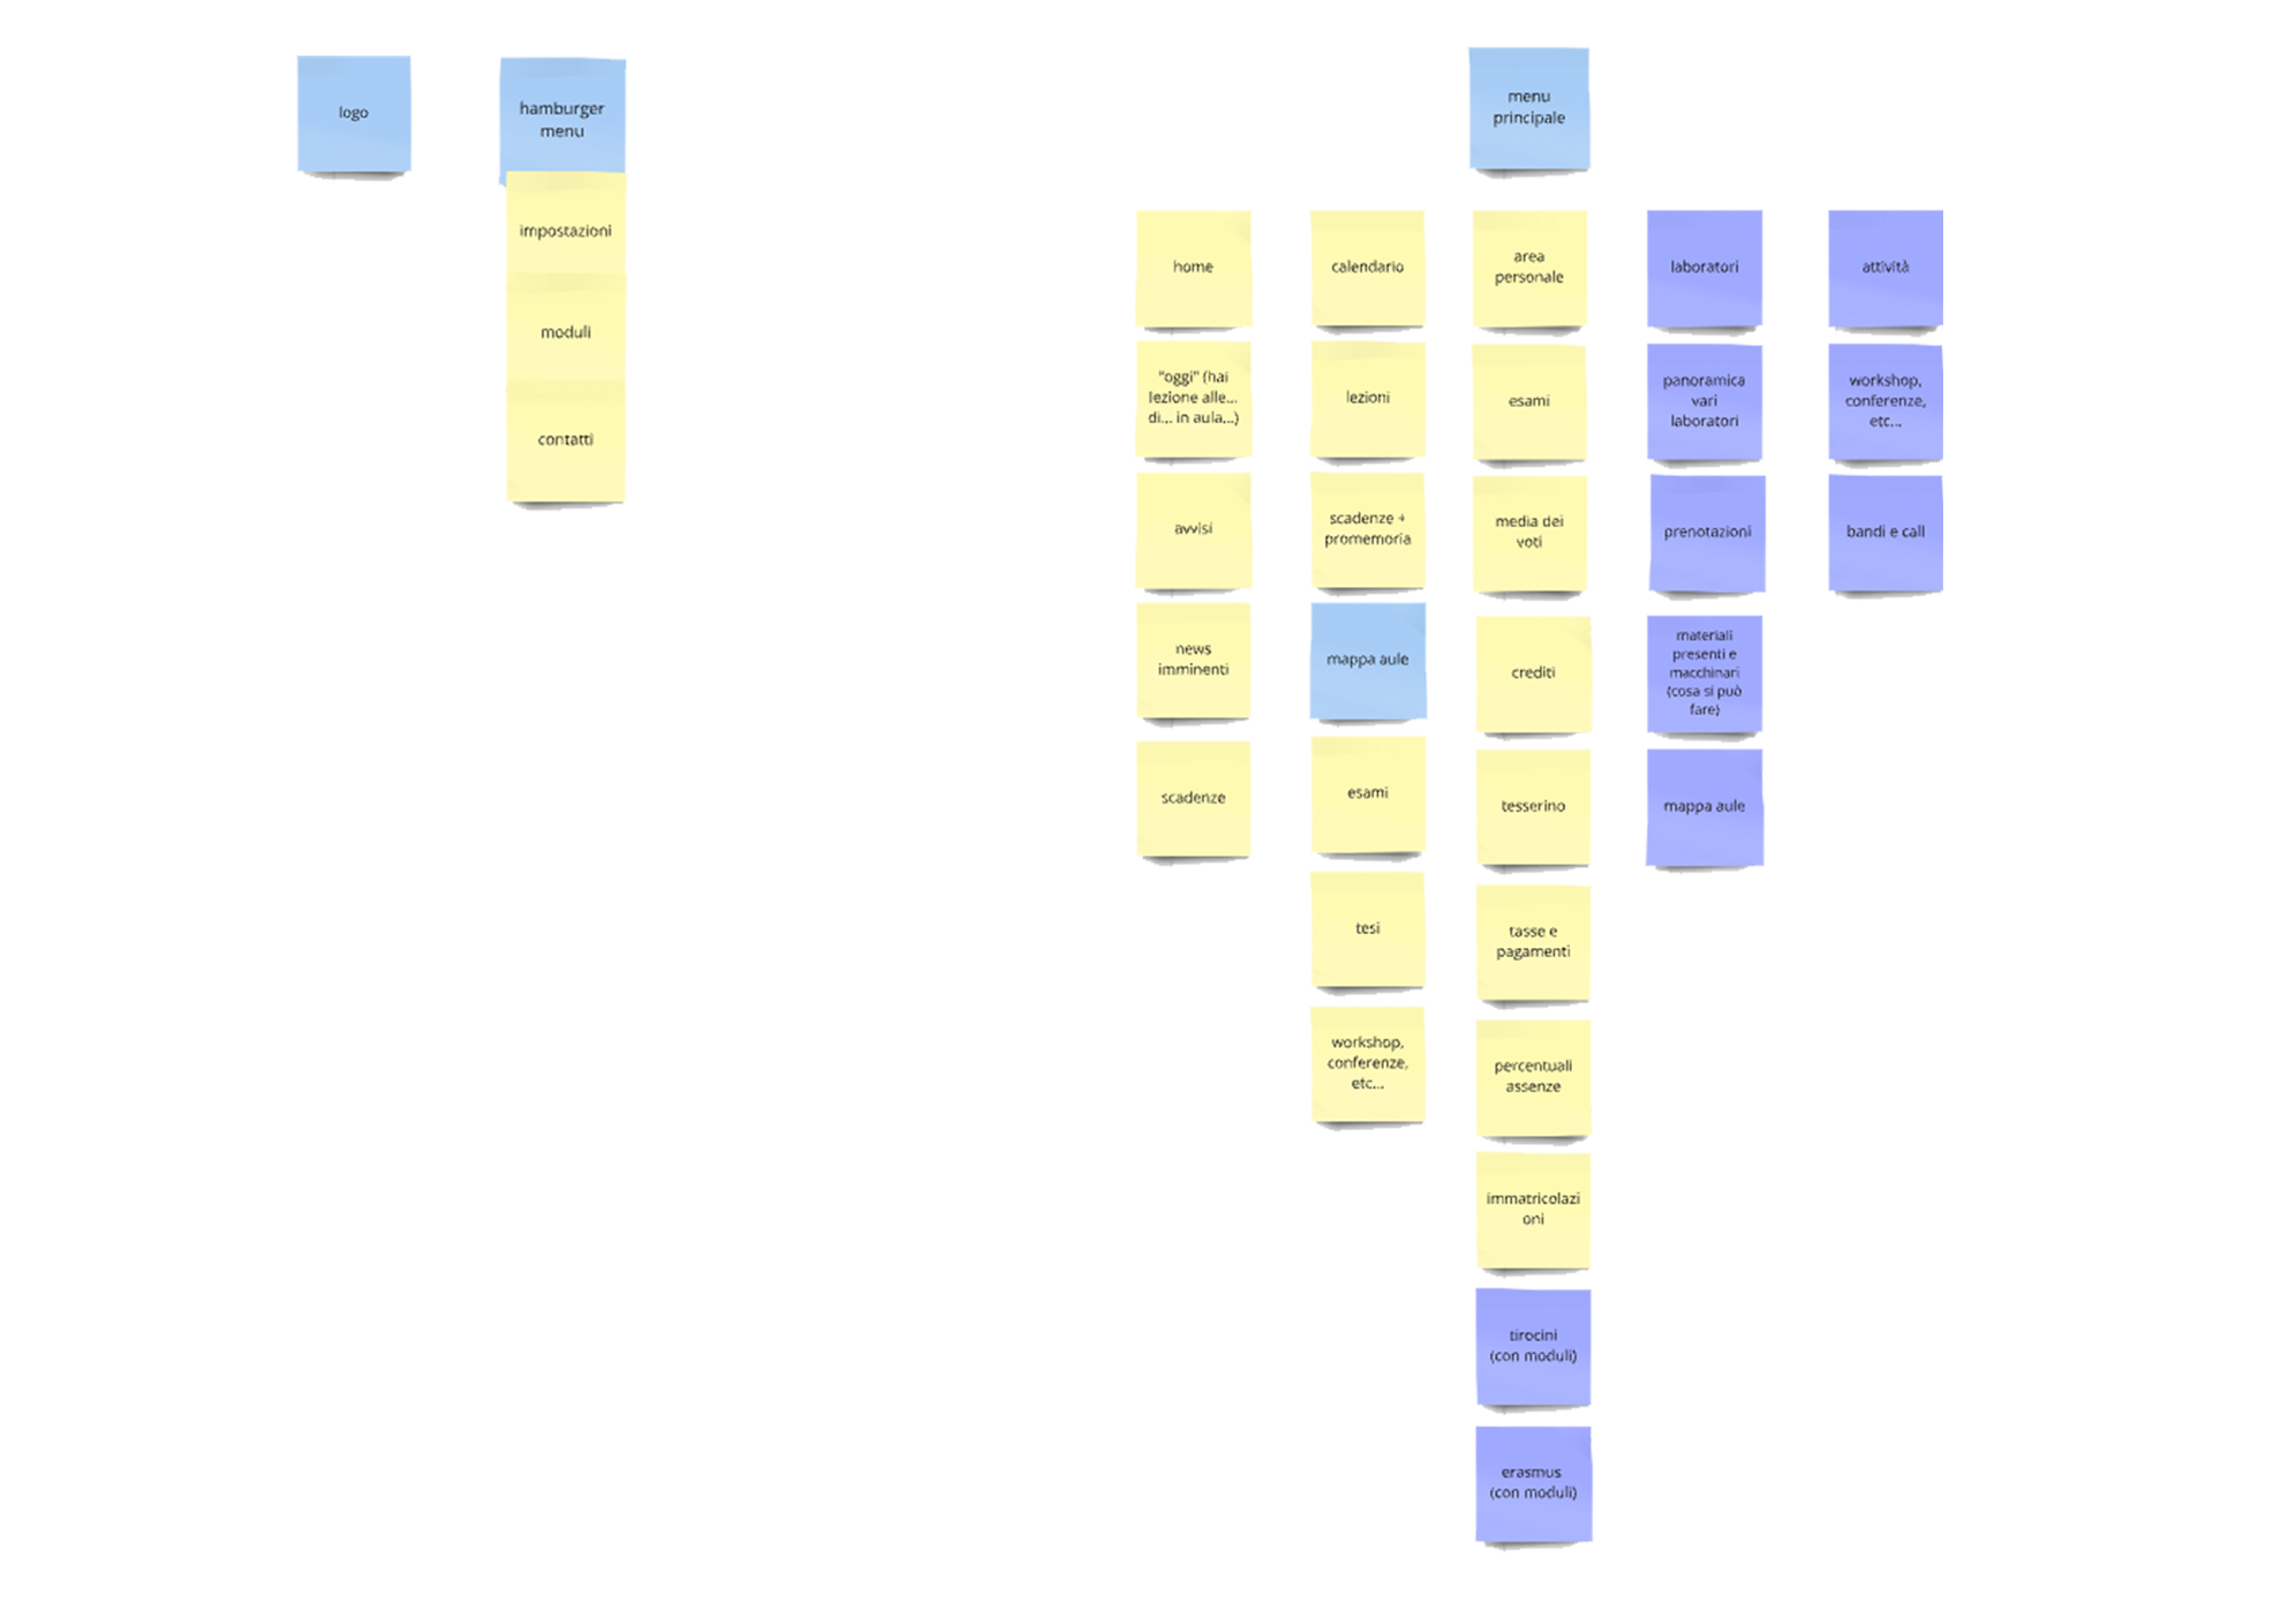 logo
hamburger
menu
impostazioni
moduli
contatti
menu
principale
home
"oggi" (hai
lezione alle...
di... in aula...)
avvisi
news
imminenti
scadenze
calendario
lezioni
scadenze +
promemoria
mappa aule
esami
tesi
workshop,
conferenze,
etc...
area
personale
esami
media dei
voti
crediti
tesserino
tasse e
pagamenti
percentuali
assenze
immatricolazi
oni
tirocini
(con moduli)
erasmus
(con moduli)
laboratori
panoramica
vari
laboratori
prenotazioni
materiali
presenti e
macchinari
(cosa si può
fare)
mappa aule
attività
workshop,
conferenze,
etc...
bandi e call